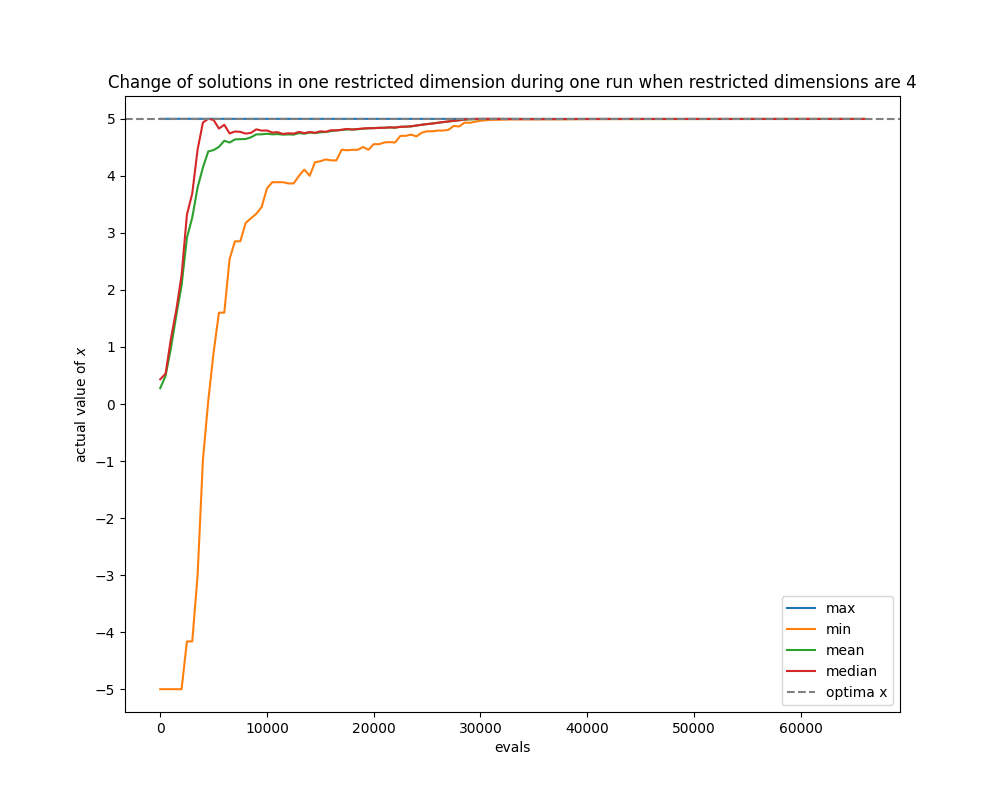 Change of solutions in one restricted dimension during one run when restricted dimensions are 4
5
4
3
2
1
0
−1
−2
−3
−4
−5
actual value of x
0 10000 20000 30000 40000 50000 60000
evals
max
min
mean
median
optima x